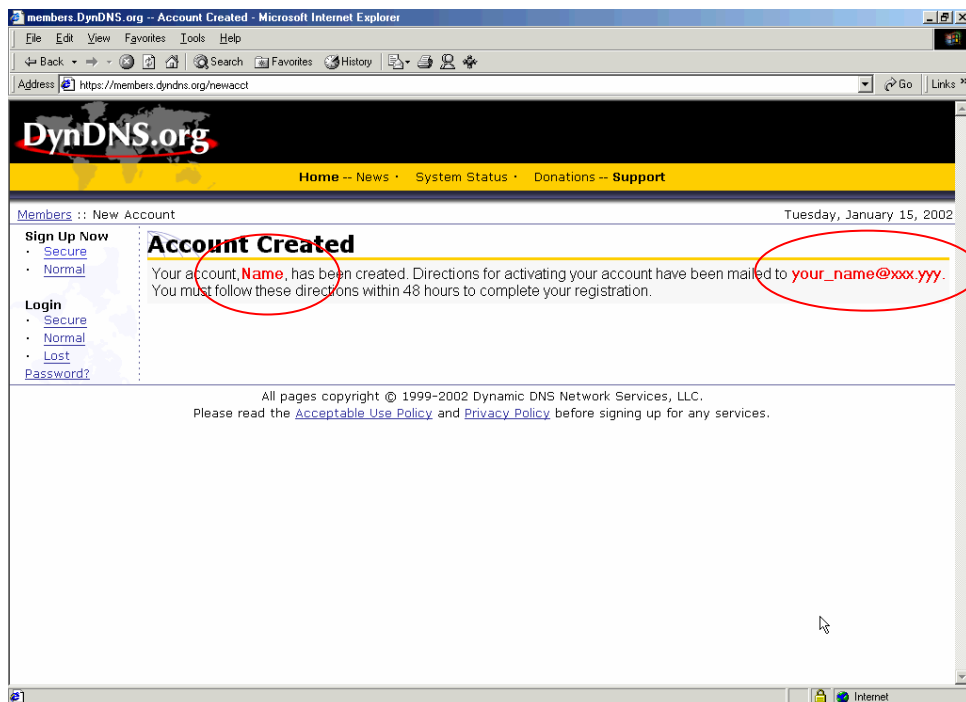 members.DynDNS.org -- Account Created - Microsoft Internet Explorer
File Edit View Favorites Tools Help
Back Search Favorites History
Address https://members.dyndns.org/newacct Go Links »
DynDNS.org
Home -- News · System Status · Donations -- Support
Members :: New Account Tuesday, January 15, 2002
Sign Up Now
· Secure
· Normal
Login
· Secure
· Normal
· Lost
Password?
Account Created
Your account, Name, has been created. Directions for activating your account have been mailed to your_name@xxx.yyy.
You must follow these directions within 48 hours to complete your registration.
All pages copyright © 1999-2002 Dynamic DNS Network Services, LLC.
Please read the Acceptable Use Policy and Privacy Policy before signing up for any services.
Internet